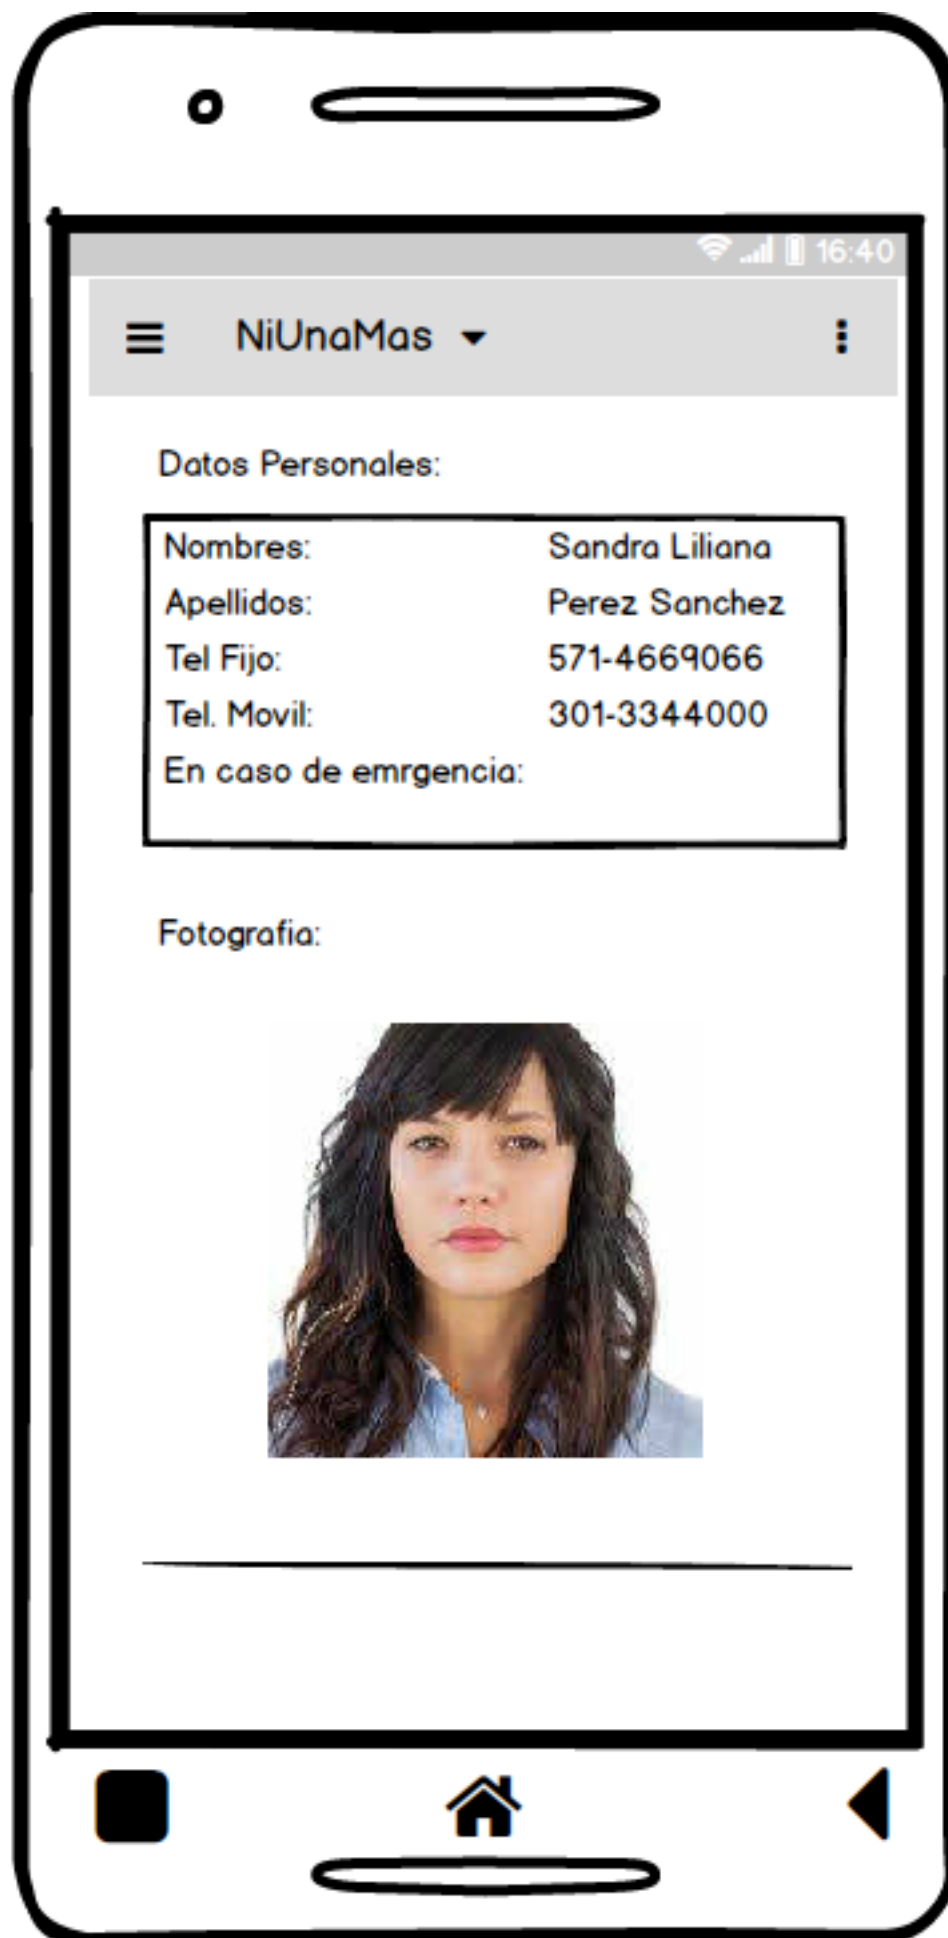 16:40
NiUnaMas
Datos Personales:
Nombres: Sandra Liliana
Apellidos: Perez Sanchez
Tel Fijo: 571-4669066
Tel. Movil: 301-3344000
En caso de emrgencia:
Fotografia: